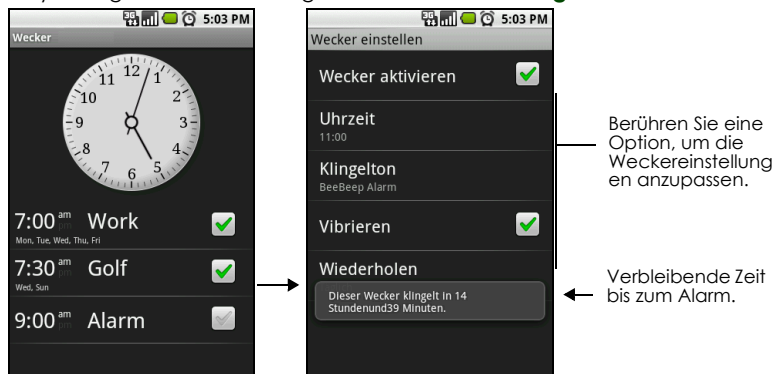 5:03 PM
Wecker
12
1
2
3
4
5
6
7
8
9
10
11
7:00 am pm Work
Mon, Tue, Wed, Thu, Fri
7:30 am pm Golf
Wed, Sun
9:00 am pm Alarm
3G 5:03 PM
Wecker einstellen
Wecker aktivieren
Uhrzeit
11:00
Klingelton
BeeBeep Alarm
Vibrieren
Wiederholen
Dieser Wecker klingelt in 14
Stundenund39 Minuten.
Berühren Sie eine
Option, um die
Weckereinstellung
en anzupassen.
Verbleibende Zeit
bis zum Alarm.